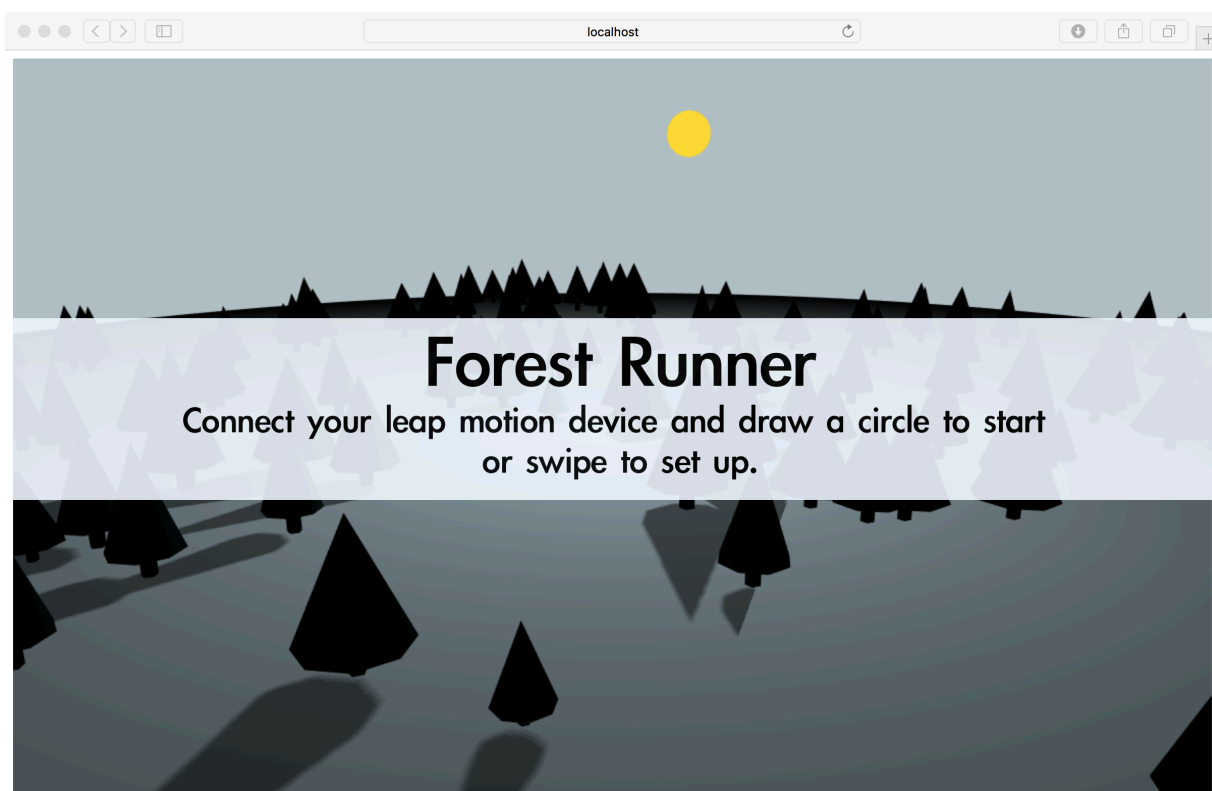 localhost
Forest Runner
Connect your leap motion device and draw a circle to start
or swipe to set up.